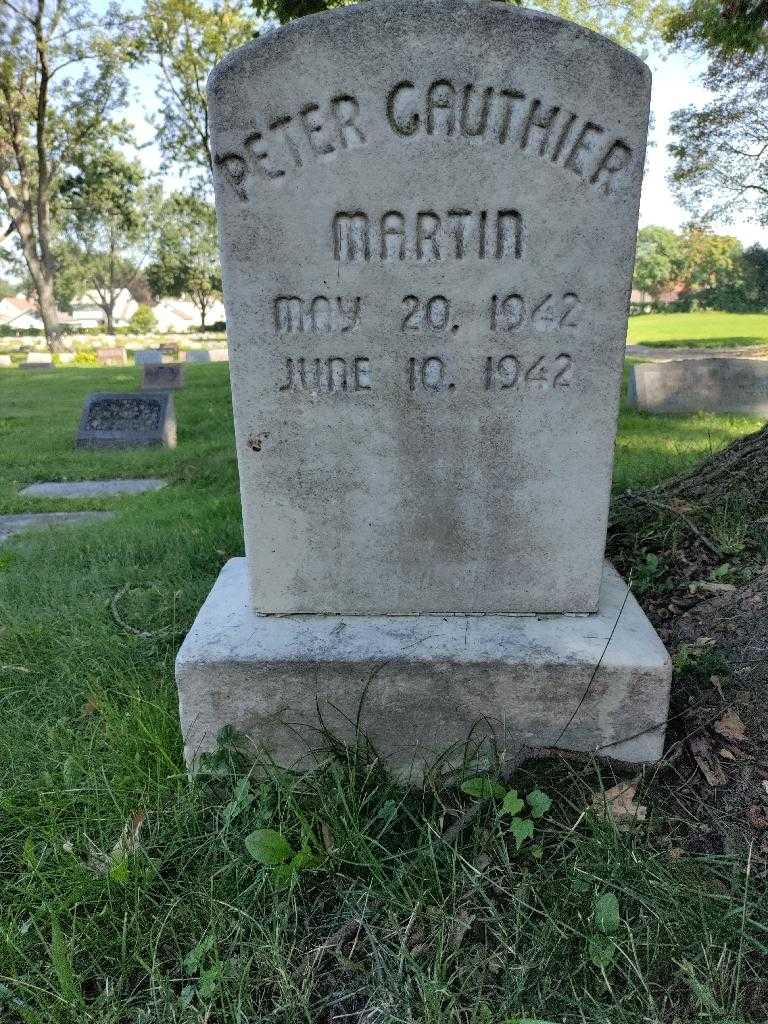 PETER GAUTHIER
MARTIN
MAY 20, 1942
JUNE 10, 1942